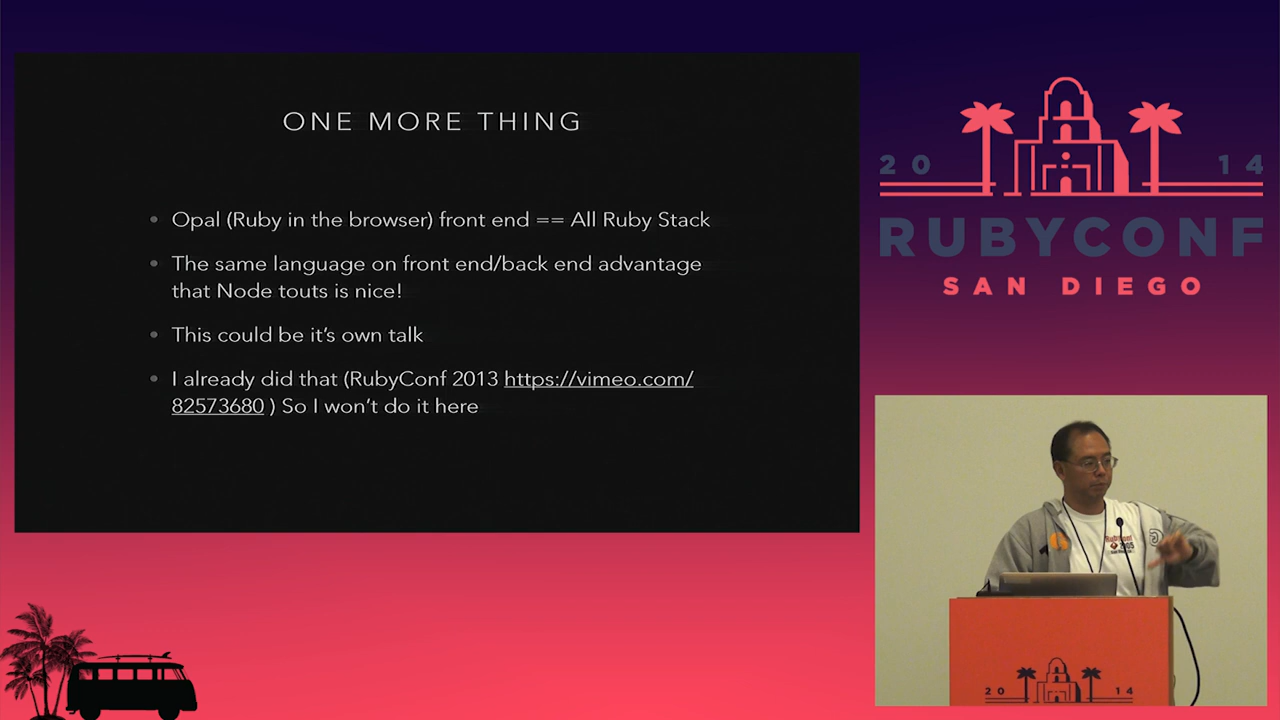 ONE MORE THING
Opal (Ruby in the browser) front end == All Ruby Stack
The same language on front end/back end advantage
that Node touts is nice!
This could be it's own talk
I already did that (RubyConf 2013 https://vimeo.com/
82573680 ) So I won't do it here
20 14
RUBYCONF
SAN DIEGO
RubyConf
20 14